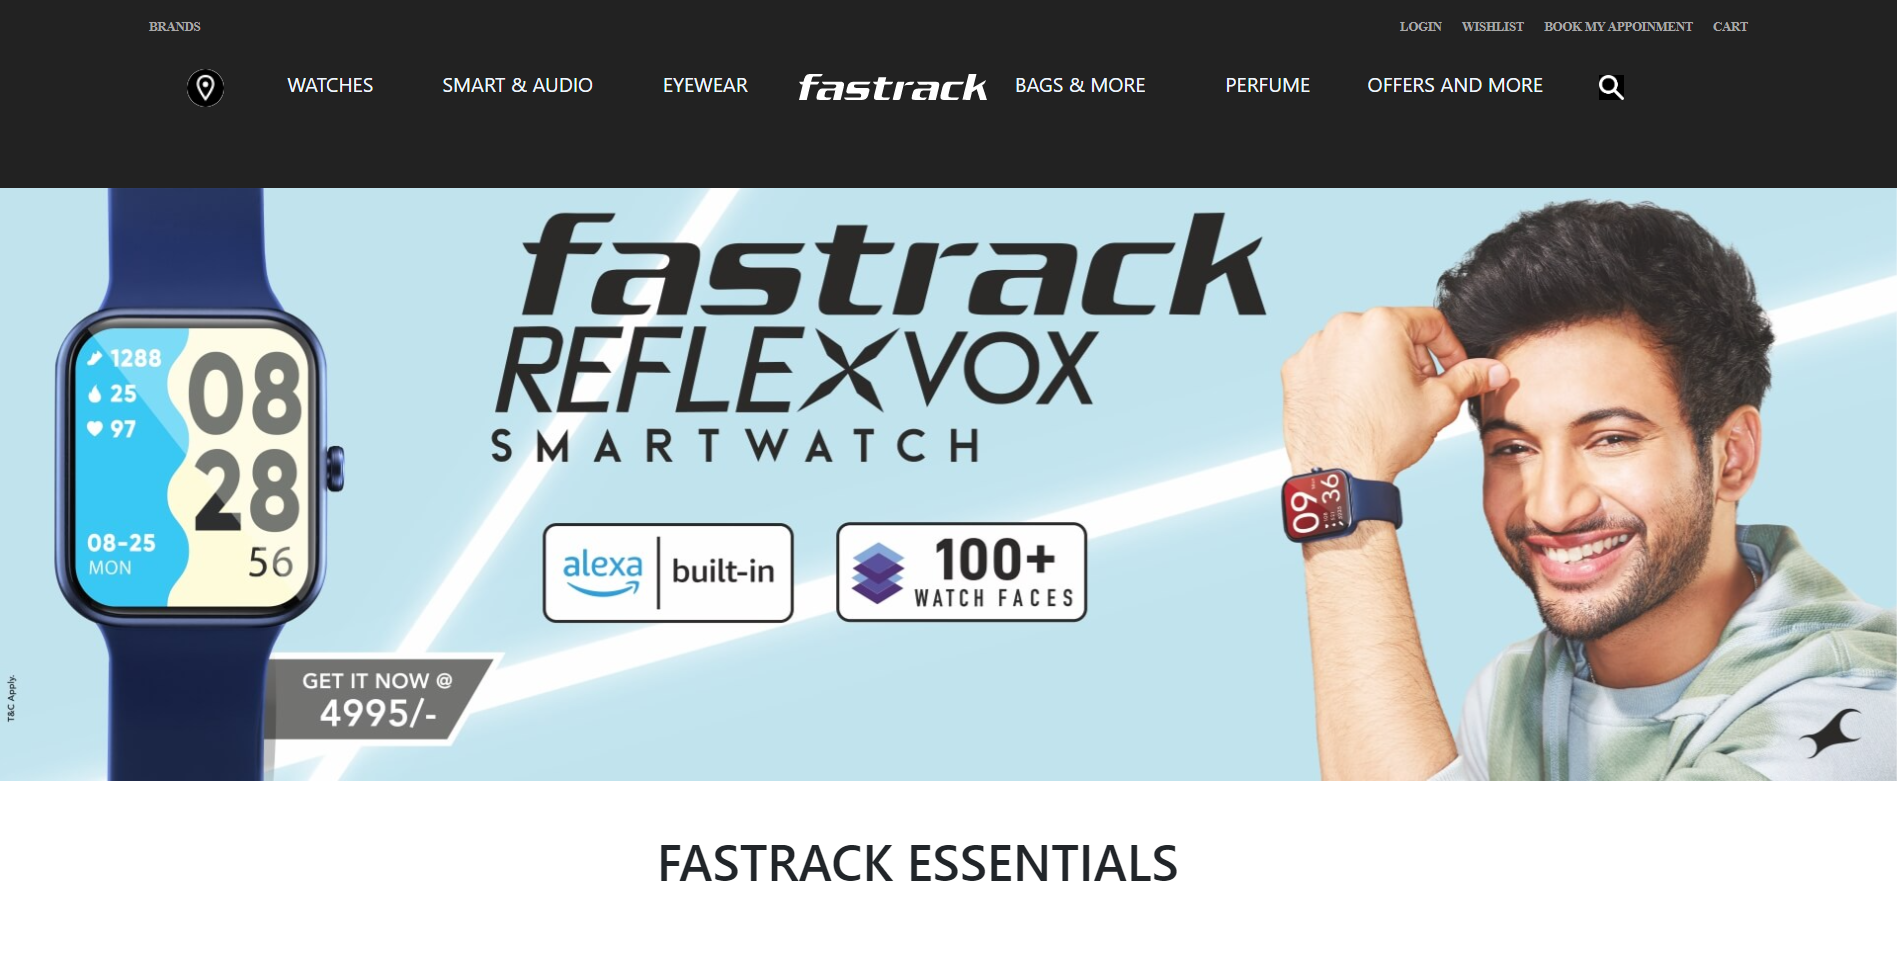 BRANDS
LOGIN WISHLIST BOOK MY APPOINMENT CART
WATCHES SMART & AUDIO EYEWEAR fastrack BAGS & MORE PERFUME OFFERS AND MORE
fastrack
REFLEX VOX
SMARTWATCH
1288
25
97
08
28
56
08-25
MON
alexa built-in
100+
WATCH FACES
09
36
GET IT NOW @
4995/-
T&C Apply.
FASTRACK ESSENTIALS